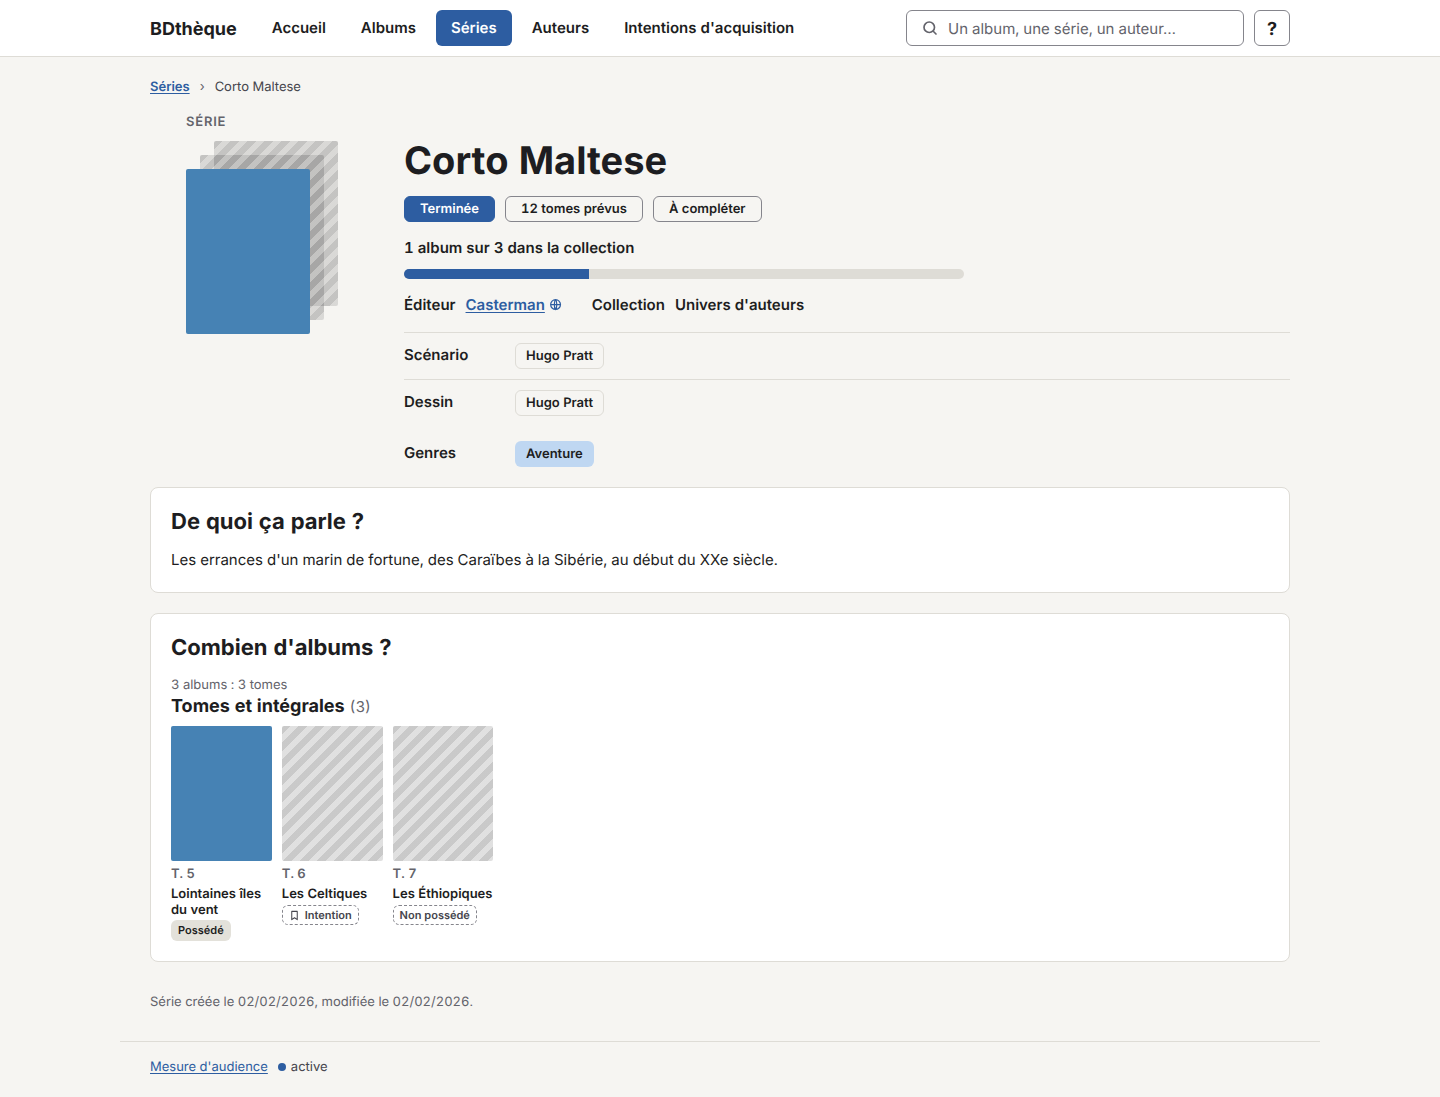 BDthèque Accueil Albums Séries Auteurs Intentions d'acquisition Un album, une série, un auteur... ?
Séries › Corto Maltese
SÉRIE
Corto Maltese
Terminée 12 tomes prévus À compléter
1 album sur 3 dans la collection
Éditeur Casterman Collection Univers d'auteurs
Scénario Hugo Pratt
Dessin Hugo Pratt
Genres Aventure
De quoi ça parle ?
Les errances d'un marin de fortune, des Caraïbes à la Sibérie, au début du XXe siècle.
Combien d'albums ?
3 albums : 3 tomes
Tomes et intégrales (3)
T. 5
Lointaines îles
du vent
Possédé
T. 6
Les Celtiques
Intention
T. 7
Les Éthiopiques
Non possédé
Série créée le 02/02/2026, modifiée le 02/02/2026.
Mesure d'audience active